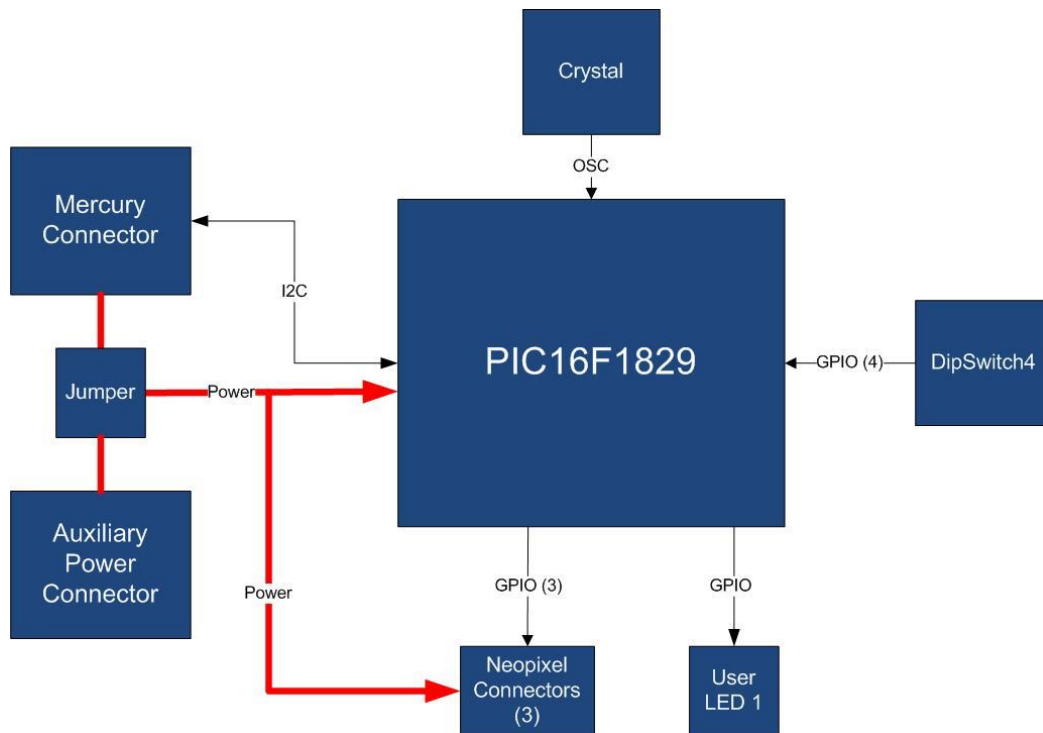 Crystal
OSC
Mercury
Connector
I2C
PIC16F1829
GPIO (4)
DipSwitch4
Jumper
Power
Auxiliary
Power
Connector
Power
GPIO (3)
GPIO
Neopixel
Connectors
(3)
User
LED 1